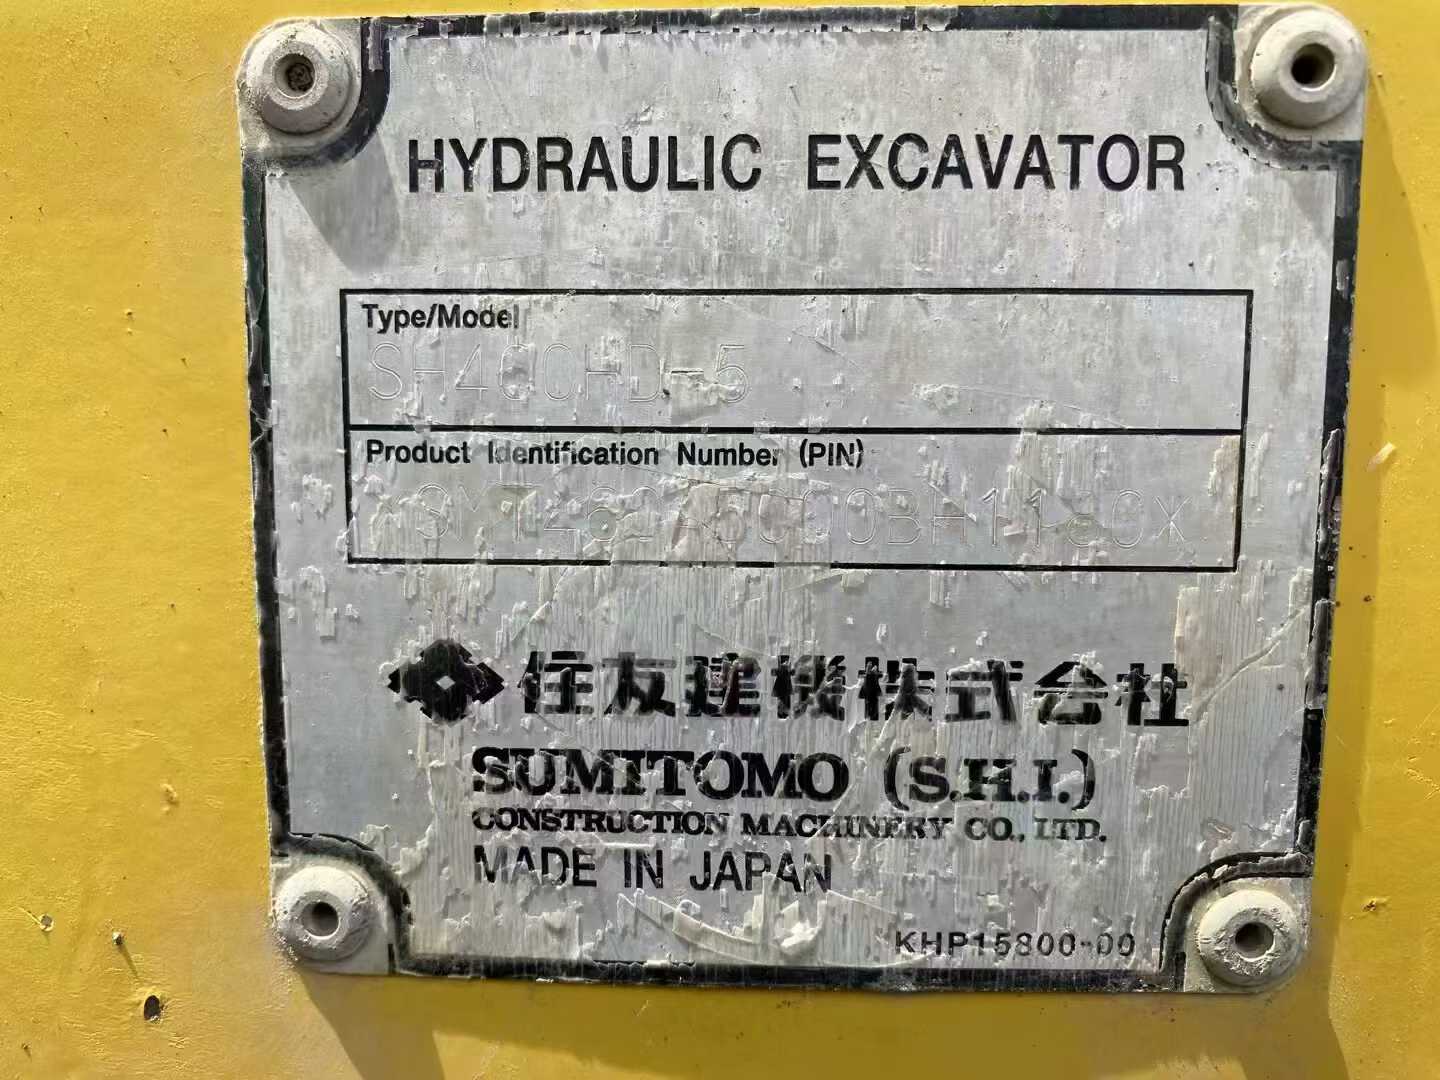 HYDRAULIC EXCAVATOR
Type/Model
SH400HD-5
Product Identification Number (PIN)
住友建機株式会社
SUMITOMO (S.H.I.)
CONSTRUCTION MACHINERY CO., LTD.
MADE IN JAPAN
KHP15800-00